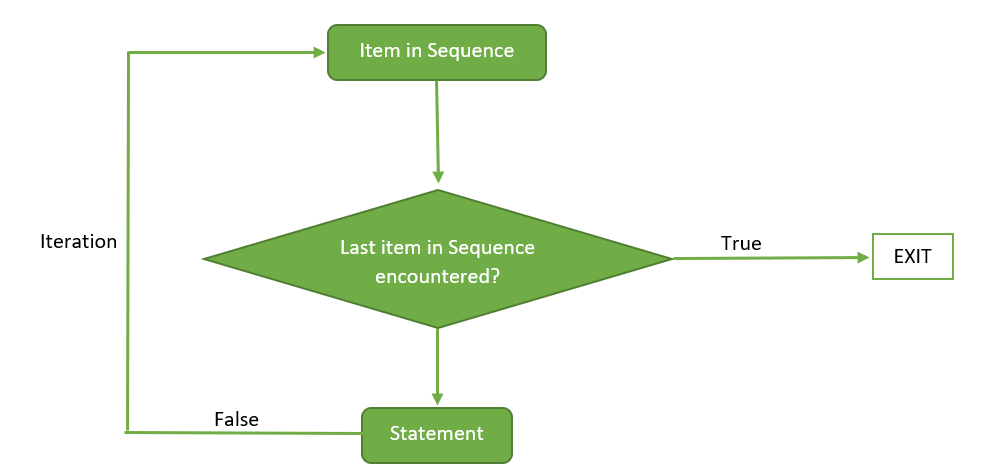 Item in Sequence
Iteration
Last item in Sequence
encountered?
True
EXIT
False
Statement